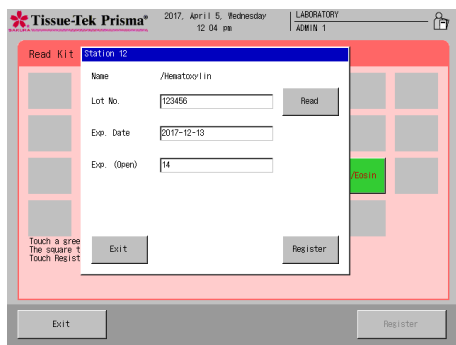 Tissue-Tek Prisma®
SAKURA
2017, April 5, Wednesday
12 04 pm
LABORATORY
ADMIN 1
Read Kit
Station 12
Name /Hematoxylin
Lot No. 123456 Read
Exp. Date 2017-12-13
Exp. (Open) 14
/Eosin
Touch a gree
The square t
Touch Regist
Exit Register
Exit Register